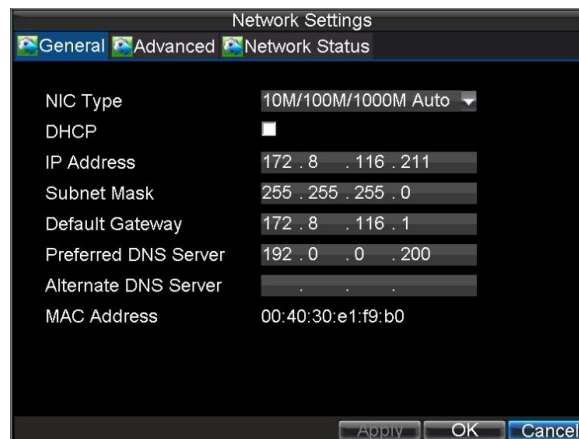 Network Settings
General Advanced Network Status
NIC Type 10M/100M/1000M Auto
DHCP
IP Address 172 . 8 . 116 . 211
Subnet Mask 255 . 255 . 255 . 0
Default Gateway 172 . 8 . 116 . 1
Preferred DNS Server 192 . 0 . 0 . 200
Alternate DNS Server . . .
MAC Address 00:40:30:e1:f9:b0
Apply OK Cancel